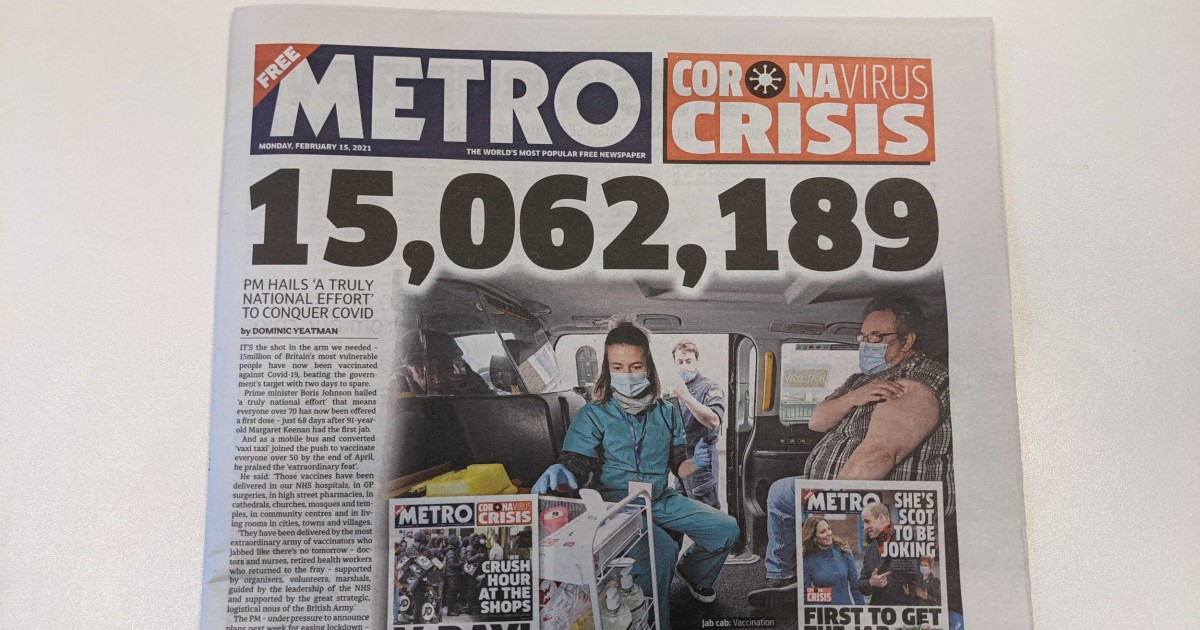 FREE
METRO
MONDAY, FEBRUARY 15, 2021
THE WORLD'S MOST POPULAR FREE NEWSPAPER
CORONAVIRUS
CRISIS
15,062,189
PM HAILS 'A TRULY
NATIONAL EFFORT'
TO CONQUER COVID
by DOMINIC YEATMAN
IT'S the shot in the arm we needed –
15million of Britain's most vulnerable
people have now been vaccinated
against Covid-19, beating the govern-
ment's target with two days to spare.
Prime minister Boris Johnson hailed
'a truly national effort' that means
everyone over 70 has now been offered
a first dose – just 68 days after 91-year-
old Margaret Keenan had the first jab.
And as a mobile bus and converted
'vaxi taxi' joined the push to vaccinate
everyone over 50 by the end of April,
he praised the 'extraordinary feat'.
He said: 'Those vaccines have been
delivered in our NHS hospitals, in GP
surgeries, in high street pharmacies, in
cathedrals, churches, mosques and tem-
ples, in community centres and in liv-
ing rooms in cities, towns and villages.
'They have been delivered by the most
extraordinary army of vaccinators who
jabbed like there's no tomorrow – doc-
tors and nurses, retired health workers
who returned to the fray – supported
by organisers, volunteers, marshals,
guided by the leadership of the NHS
and supported by the great strategic,
logistical nous of the British Army.'
The PM – under pressure to announce
plans next week for easing lockdown –
METRO
CORONAVIRUS
CRISIS
CRUSH
HOUR
AT THE
SHOPS
JD
Jab cab: Vaccination
METRO
SHE'S
SCOT
TO BE
JOKING
CRISIS
FIRST TO GET